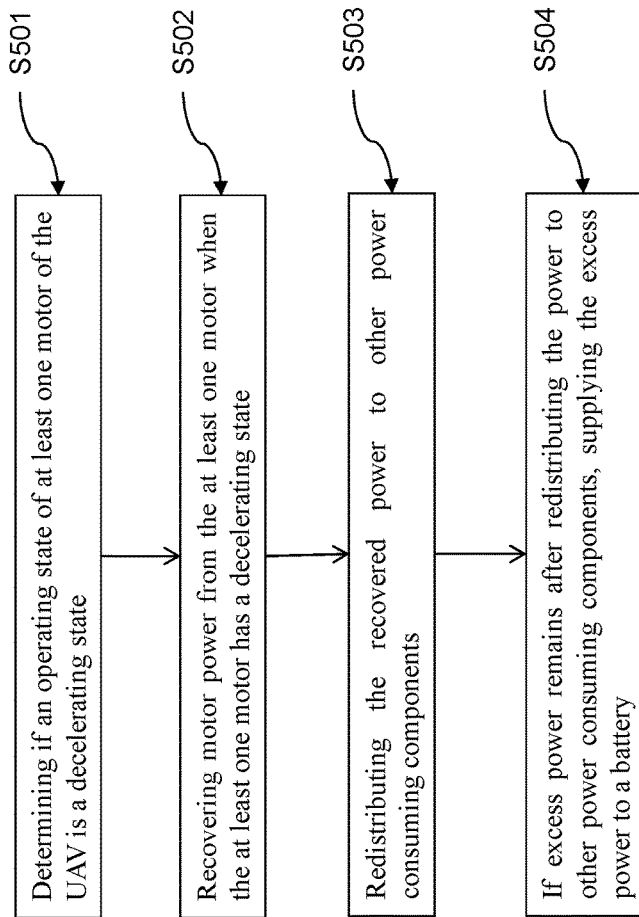 Determining if an operating state of at least one motor of the
UAV is a decelerating state
S501
Recovering motor power from the at least one motor when
the at least one motor has a decelerating state
S502
Redistributing the recovered power to other power
consuming components
S503
If excess power remains after redistributing the power to
other power consuming components, supplying the excess
power to a battery
S504